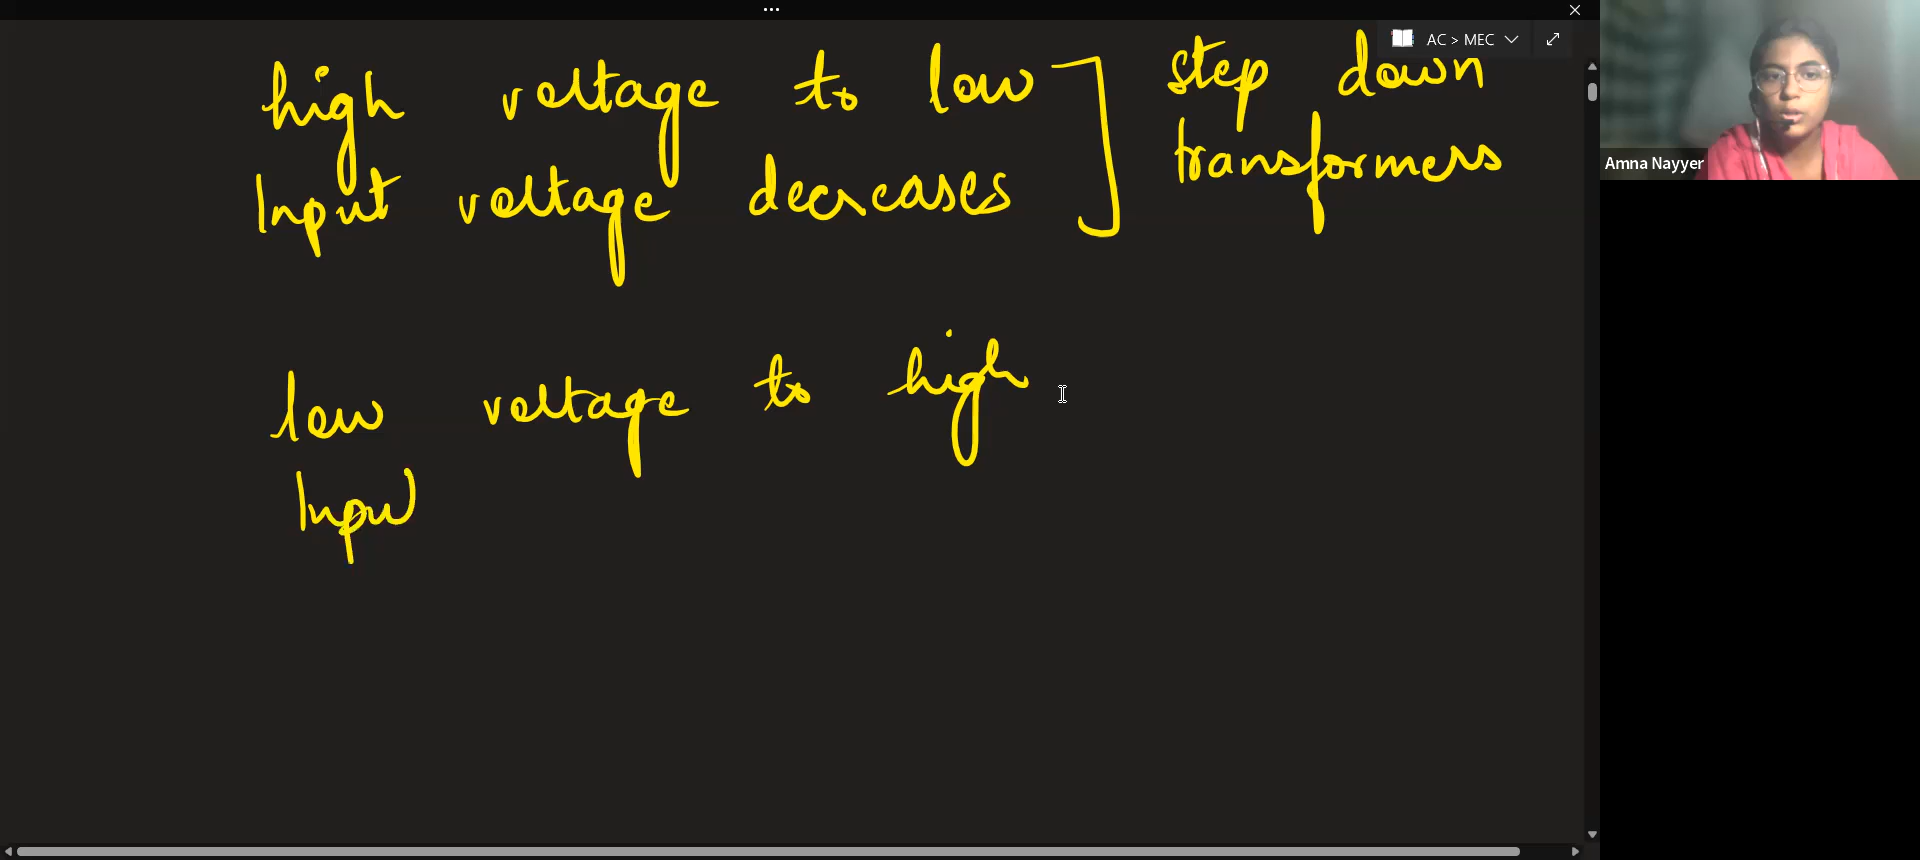 AC > MEC
high voltage to low ] step down
Input voltage decreases transformers
low voltage to high
Inpu
Amna Nayyer